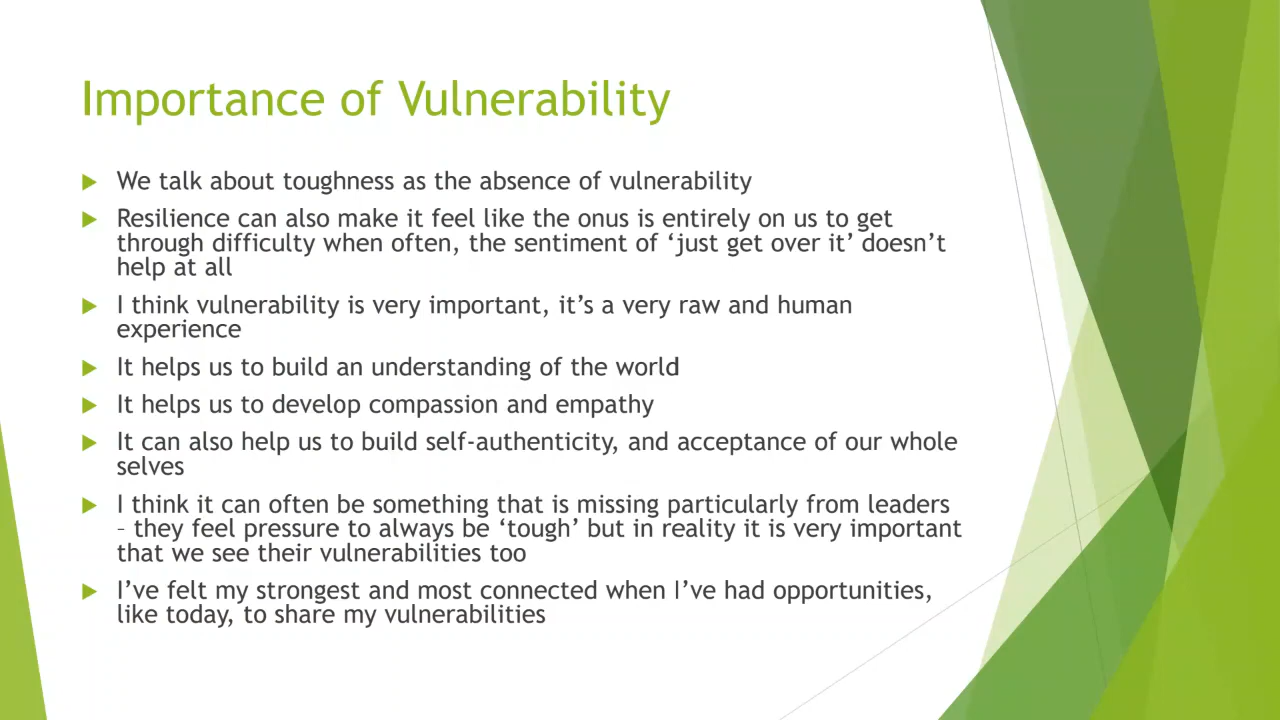 Importance of Vulnerability
We talk about toughness as the absence of vulnerability
Resilience can also make it feel like the onus is entirely on us to get
through difficulty when often, the sentiment of ‘just get over it’ doesn’t
help at all
I think vulnerability is very important, it’s a very raw and human
experience
It helps us to build an understanding of the world
It helps us to develop compassion and empathy
It can also help us to build self-authenticity, and acceptance of our whole
selves
I think it can often be something that is missing particularly from leaders
– they feel pressure to always be ‘tough’ but in reality it is very important
that we see their vulnerabilities too
I’ve felt my strongest and most connected when I’ve had opportunities,
like today, to share my vulnerabilities